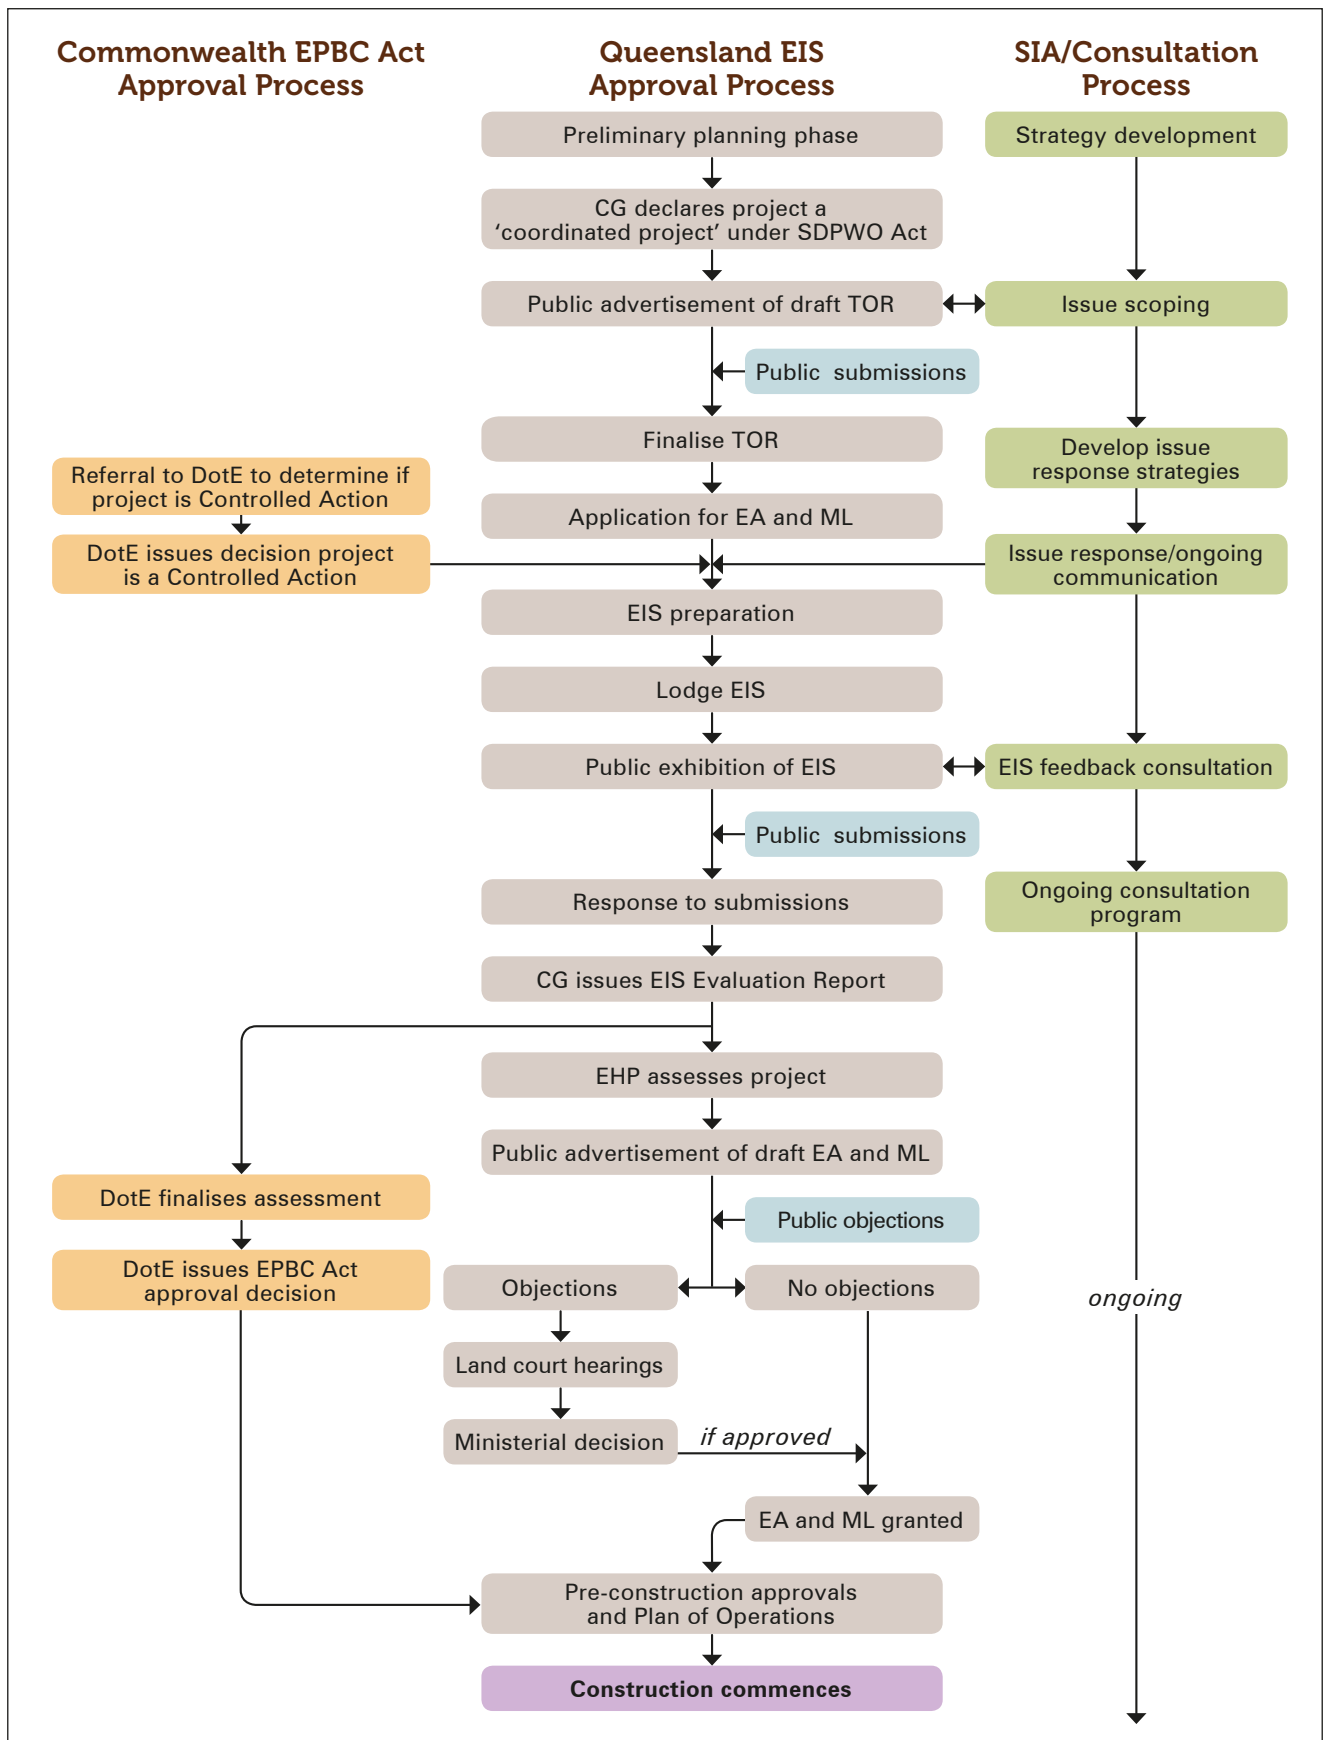 Commonwealth EPBC Act
Approval Process
Queensland EIS
Approval Process
SIA/Consultation
Process
Preliminary planning phase
Strategy development
CG declares project a
‘coordinated project’ under SDPWO Act
Public advertisement of draft TOR
Issue scoping
Public submissions
Finalise TOR
Develop issue
response strategies
Referral to DotE to determine if
project is Controlled Action
Application for EA and ML
DotE issues decision project
is a Controlled Action
Issue response/ongoing
communication
EIS preparation
Lodge EIS
Public exhibition of EIS
EIS feedback consultation
Public submissions
Response to submissions
Ongoing consultation
program
CG issues EIS Evaluation Report
EHP assesses project
Public advertisement of draft EA and ML
DotE finalises assessment
Public objections
DotE issues EPBC Act
approval decision
Objections
No objections
ongoing
Land court hearings
Ministerial decision
if approved
EA and ML granted
Pre-construction approvals
and Plan of Operations
Construction commences